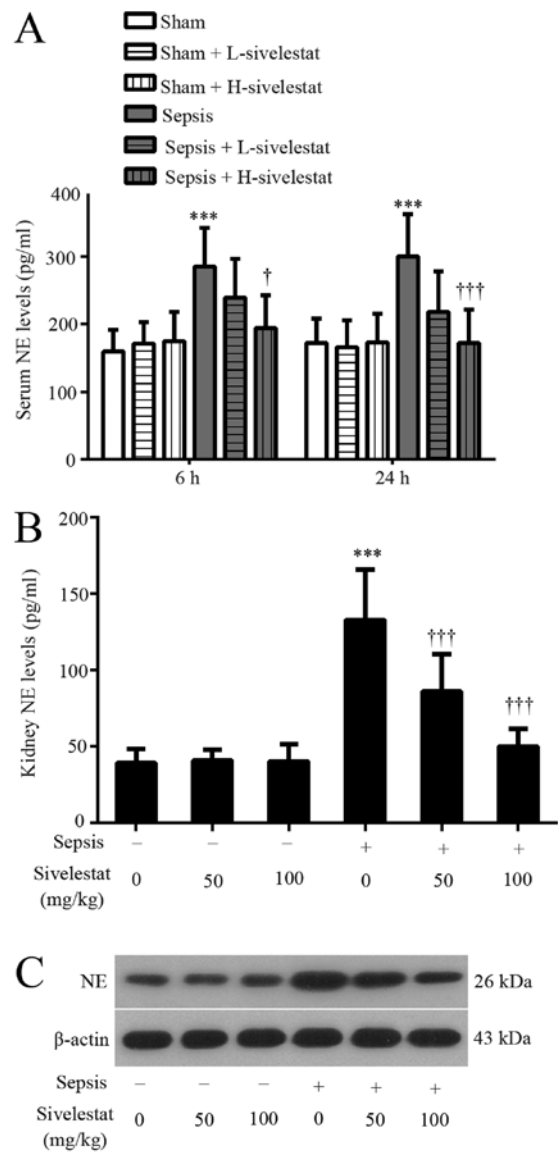 A
Sham
Sham + L-sivelestat
Sham + H-sivelestat
Sepsis
Sepsis + L-sivelestat
Sepsis + H-sivelestat
Serum NE levels (pg/ml)
400
300
200
100
0
***
†
***
†††
6 h
24 h
B
Kidney NE levels (pg/ml)
200
150
100
50
0
***
†††
†††
Sepsis − − − + + +
Sivelestat
(mg/kg)
0 50 100 0 50 100
C
NE 26 kDa
β-actin 43 kDa
Sepsis − − − + + +
Sivelestat
(mg/kg)
0 50 100 0 50 100